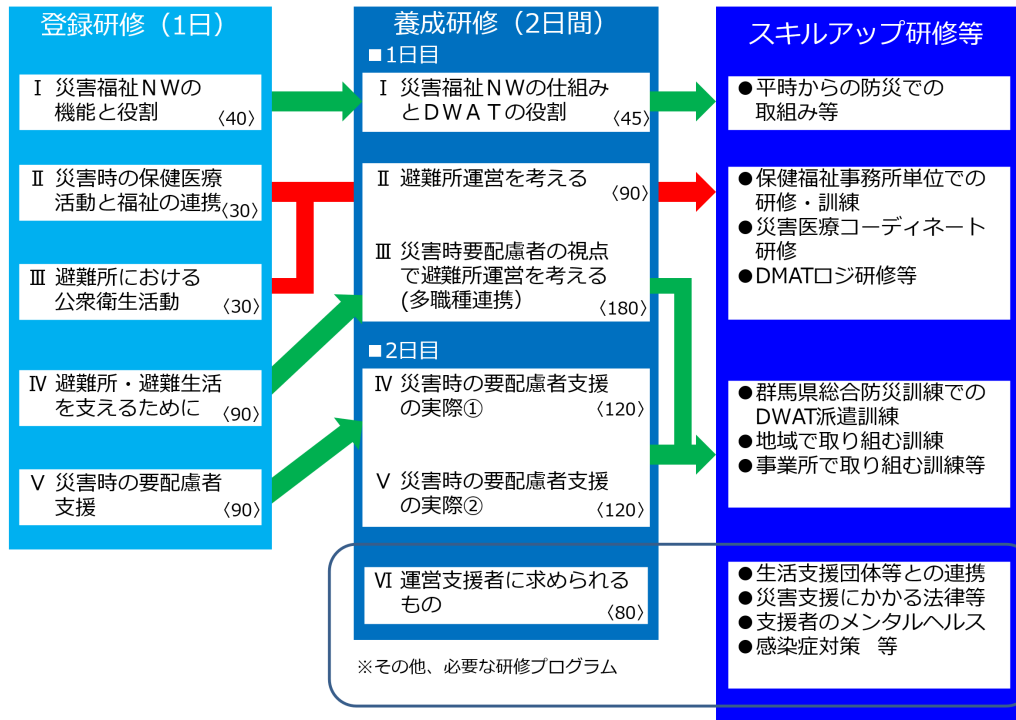 登録研修（1日）
Ⅰ 災害福祉ＮＷの
機能と役割
〈40〉
Ⅱ 災害時の保健医療
活動と福祉の連携
〈30〉
Ⅲ 避難所における
公衆衛生活動
〈30〉
Ⅳ 避難所・避難生活
を支えるために
〈90〉
Ⅴ 災害時の要配慮者
支援
〈90〉
養成研修（2日間）
■1日目
Ⅰ 災害福祉ＮＷの仕組み
とＤＷＡＴの役割
〈45〉
Ⅱ 避難所運営を考える
〈90〉
Ⅲ 災害時要配慮者の視点
で避難所運営を考える
(多職種連携）
〈180〉
■2日目
Ⅳ 災害時の要配慮者支援
の実際①
〈120〉
Ⅴ 災害時の要配慮者支援
の実際②
〈120〉
Ⅵ 運営支援者に求められる
もの
〈80〉
※その他、必要な研修プログラム
スキルアップ研修等
●平時からの防災での
取組み等
●保健福祉事務所単位での
研修・訓練
●災害医療コーディネート
研修
●DMATロジ研修等
●群馬県総合防災訓練での
DWAT派遣訓練
●地域で取り組む訓練
●事業所で取り組む訓練等
●生活支援団体等との連携
●災害支援にかかる法律等
●支援者のメンタルヘルス
●感染症対策 等